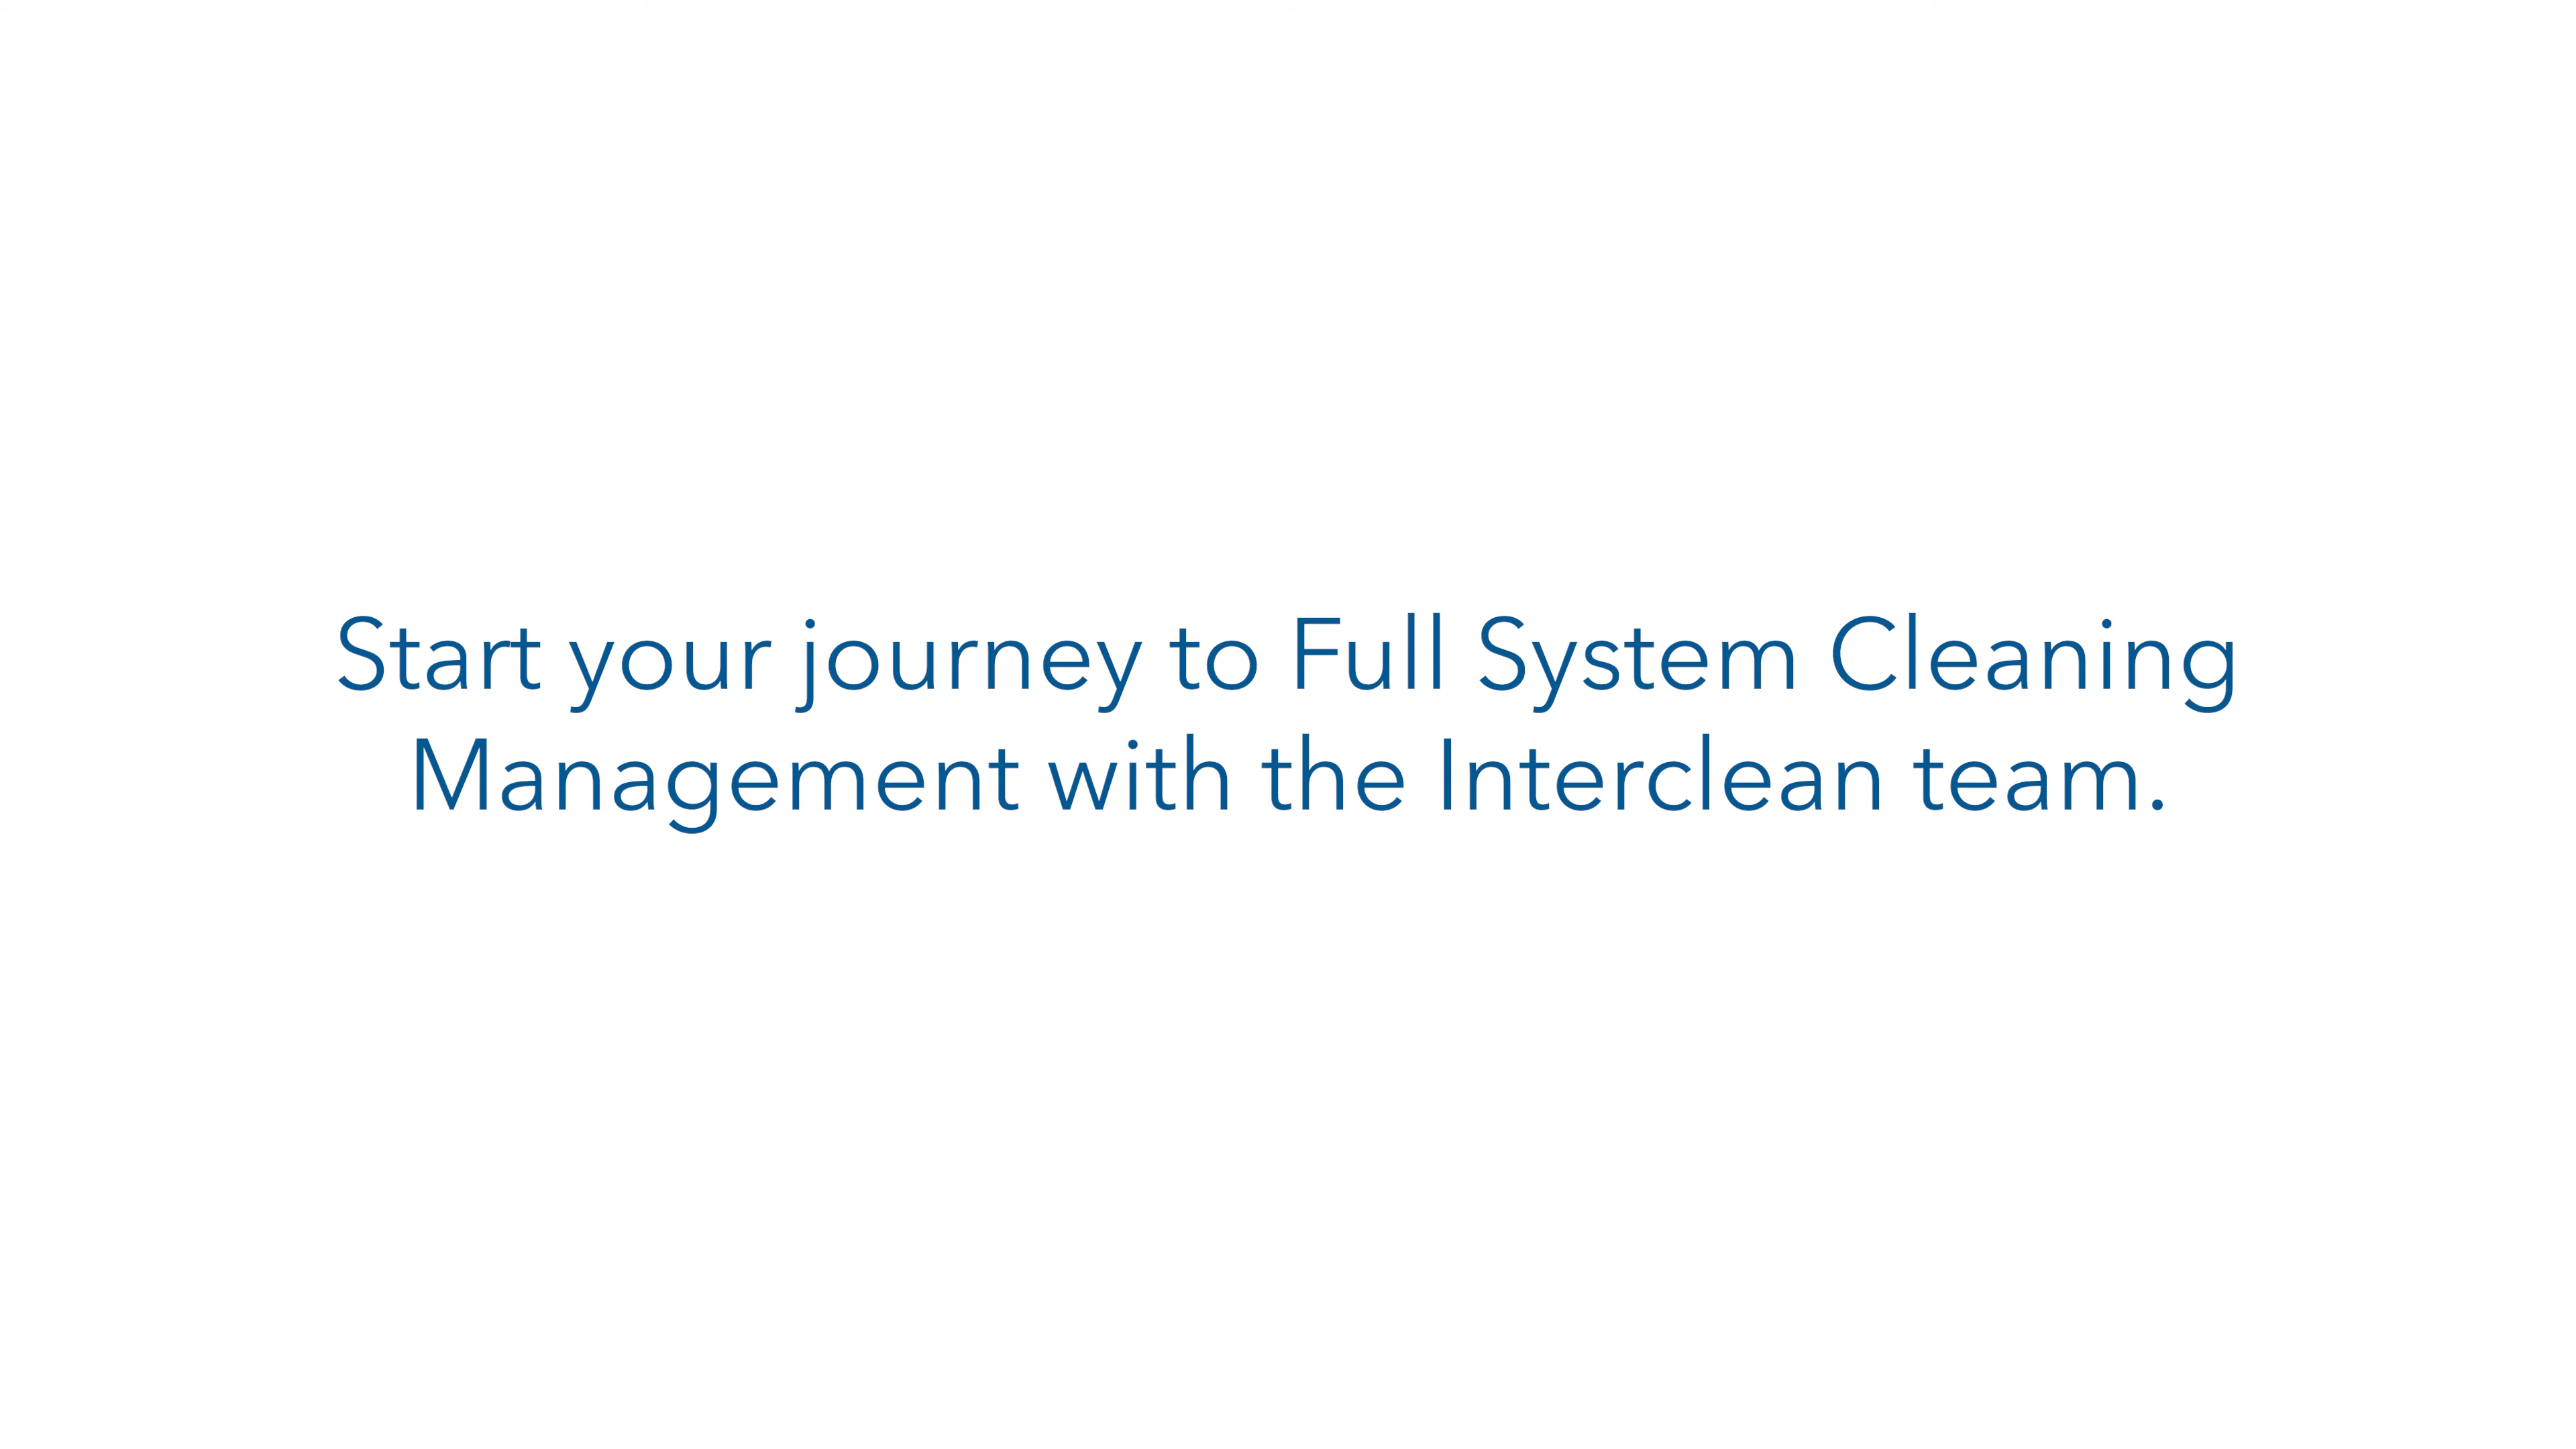 Start your journey to Full System Cleaning
Management with the Interclean team.